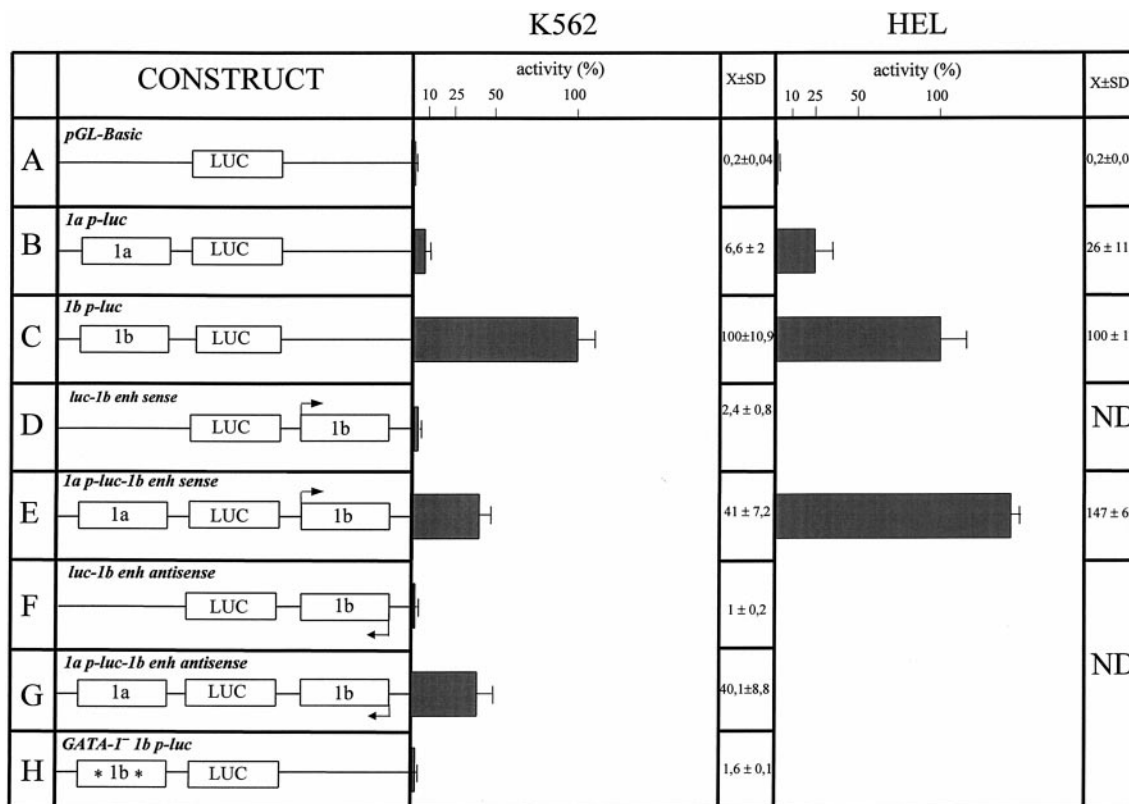 K562 HEL
CONSTRUCT activity (%) X±SD activity (%) X±SD
10 25 50 100 10 25 50 100
A pGL-Basic
LUC 0,2±0,04 0,2±0,0
B 1a p-luc
1a LUC 6,6 ± 2 26 ± 11
C 1b p-luc
1b LUC 100±10,9 100 ± 1
D luc-1b enh sense
LUC 1b 2,4 ± 0,8 ND
E 1a p-luc-1b enh sense
1a LUC 1b 41 ± 7,2 147 ± 6
F luc-1b enh antisense
LUC 1b 1 ± 0,2
G 1a p-luc-1b enh antisense
1a LUC 1b 40,1±8,8 ND
H GATA-1⁻ 1b p-luc
* 1b * LUC 1,6 ± 0,1